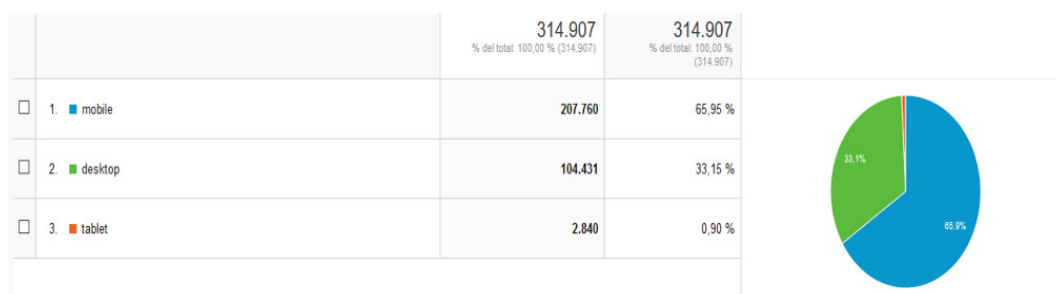 314.907
% del total: 100,00 % (314.907)
314.907
% del total: 100,00 %
(314.907)
1. mobile 207.760 65,95 %
2. desktop 104.431 33,15 %
3. tablet 2.840 0,90 %
33,1%
65,9%